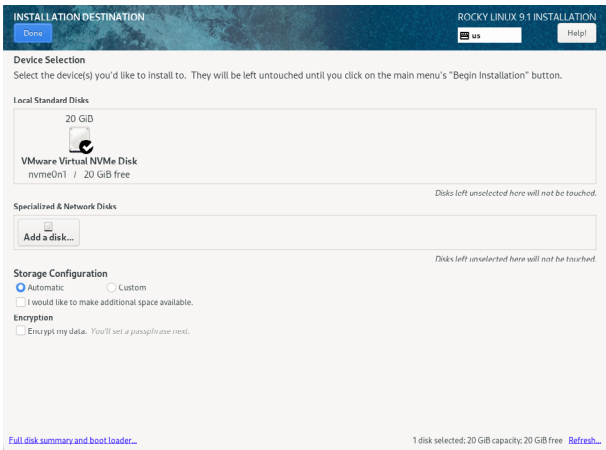 INSTALLATION DESTINATION
ROCKY LINUX 9.1 INSTALLATION
Done
us
Help!
Device Selection
Select the device(s) you'd like to install to. They will be left untouched until you click on the main menu's "Begin Installation" button.
Local Standard Disks
20 GiB
VMware Virtual NVMe Disk
nvme0n1 / 20 GiB free
Disks left unselected here will not be touched.
Specialized & Network Disks
Add a disk...
Disks left unselected here will not be touched.
Storage Configuration
Automatic Custom
I would like to make additional space available.
Encryption
Encrypt my data. You'll set a passphrase next.
Full disk summary and boot loader... 1 disk selected; 20 GiB capacity; 20 GiB free Refresh...